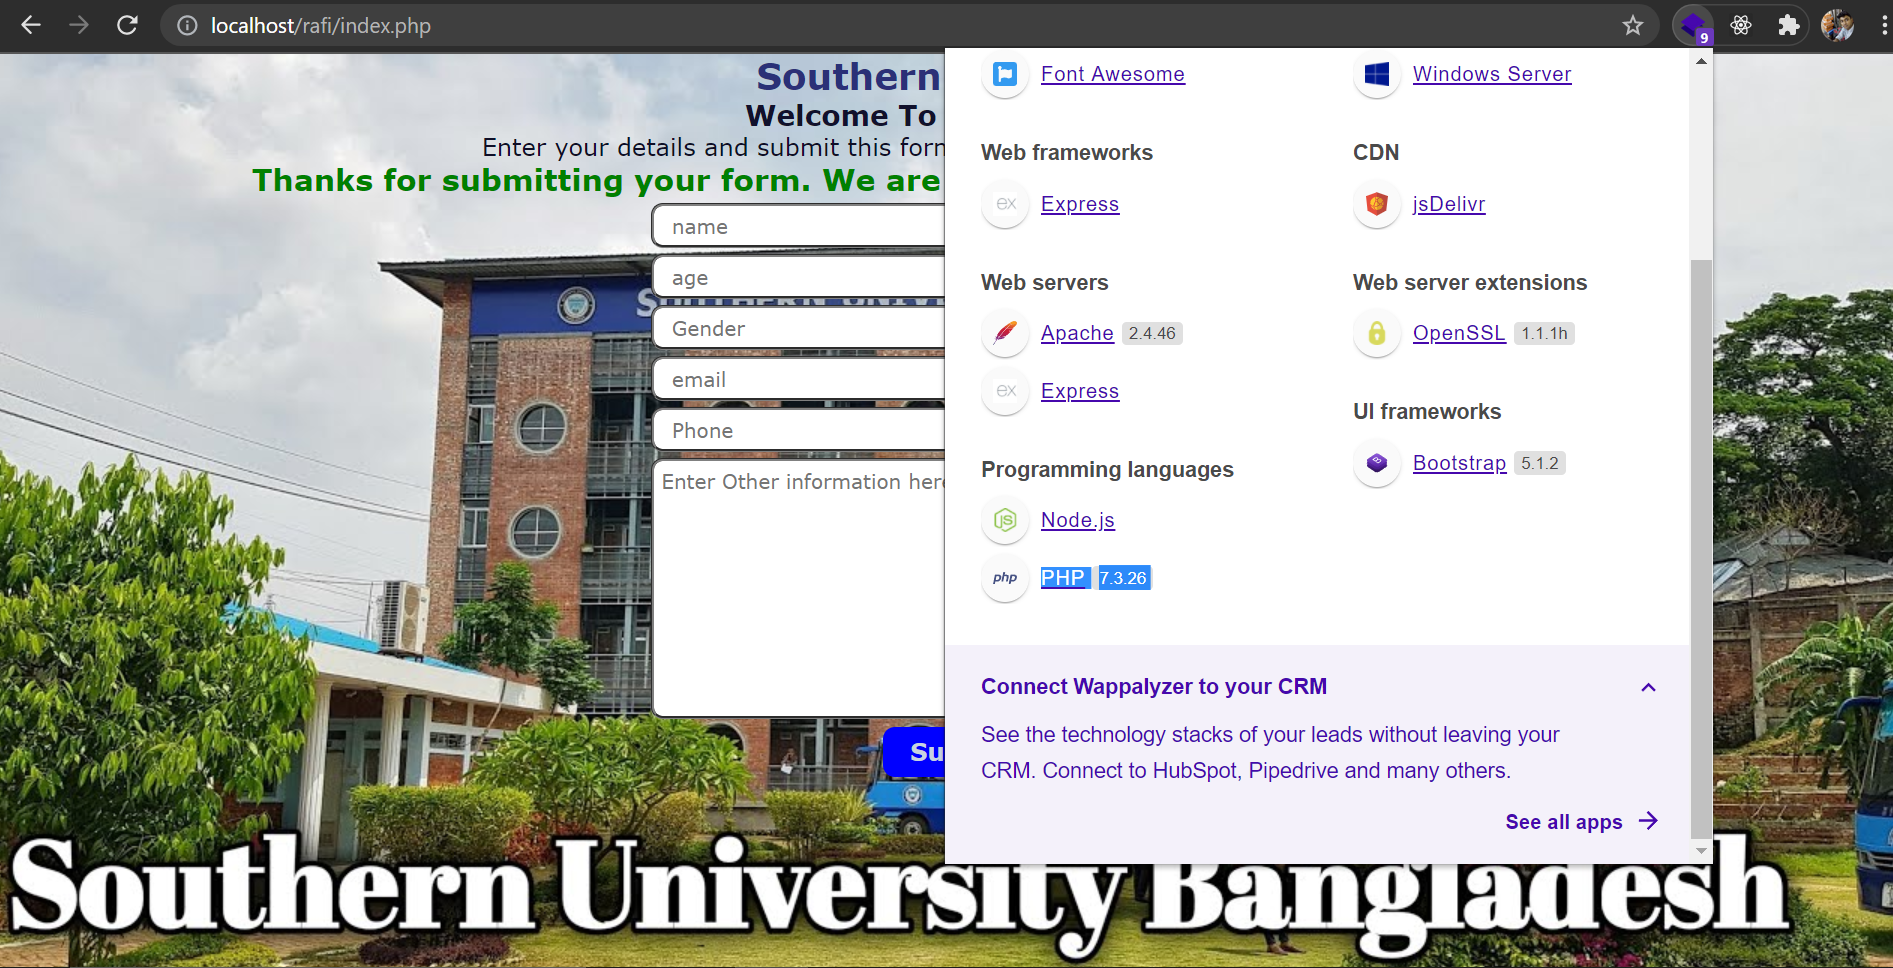 localhost/rafi/index.php
9
Southern
Welcome To
Enter your details and submit this form
Thanks for submitting your form. We are
name
age
Gender
email
Phone
Enter Other information here
Su
Font Awesome
Windows Server
Web frameworks
CDN
ex
Express
jsDelivr
Web servers
Web server extensions
Apache 2.4.46
OpenSSL 1.1.1h
ex
Express
UI frameworks
Bootstrap 5.1.2
Programming languages
Node.js
php
PHP 7.3.26
Connect Wappalyzer to your CRM
See the technology stacks of your leads without leaving your
CRM. Connect to HubSpot, Pipedrive and many others.
See all apps
Southern University Bangladesh